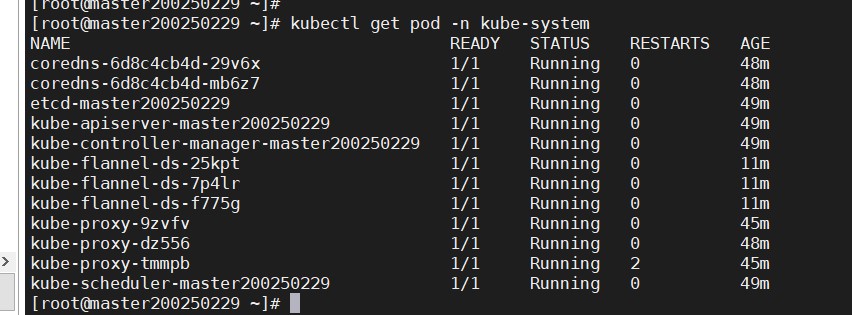 [root@master200250229 ~]#
[root@master200250229 ~]# kubectl get pod -n kube-system
NAME READY STATUS RESTARTS AGE
coredns-6d8c4cb4d-29v6x 1/1 Running 0 48m
coredns-6d8c4cb4d-mb6z7 1/1 Running 0 48m
etcd-master200250229 1/1 Running 0 49m
kube-apiserver-master200250229 1/1 Running 0 49m
kube-controller-manager-master200250229 1/1 Running 0 49m
kube-flannel-ds-25kpt 1/1 Running 0 11m
kube-flannel-ds-7p4lr 1/1 Running 0 11m
kube-flannel-ds-f775g 1/1 Running 0 11m
kube-proxy-9zvfv 1/1 Running 0 45m
kube-proxy-dz556 1/1 Running 0 48m
kube-proxy-tmmpb 1/1 Running 2 45m
kube-scheduler-master200250229 1/1 Running 0 49m
[root@master200250229 ~]#